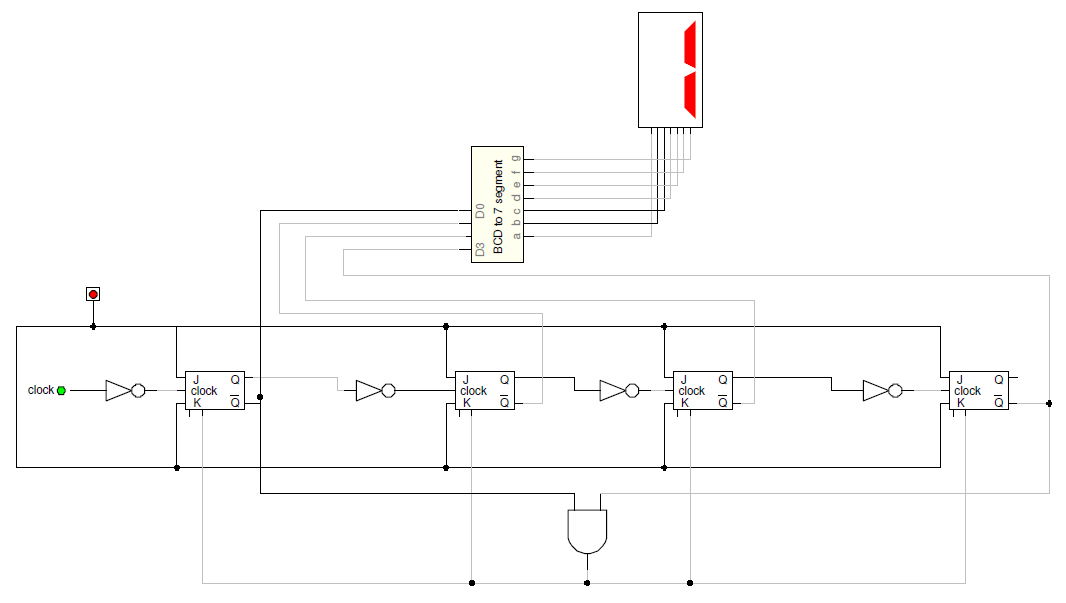 BCD to 7 segment
D0
D3
g
f
e
d
c
b
a
clock
J Q
clock
K Q
J Q
clock
K Q
J Q
clock
K Q
J Q
clock
K Q